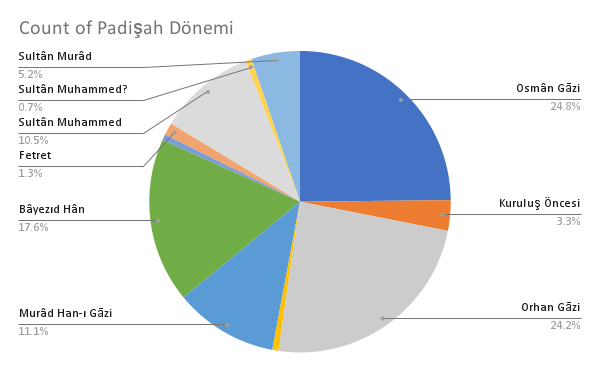 Count of Padişah Dönemi
Sultân Murâd
5.2%
Sultân Muhammed?
0.7%
Sultân Muhammed
10.5%
Fetret
1.3%
Bâyezıd Hân
17.6%
Murâd Han-ı Gāzi
11.1%
Osmân Gāzi
24.8%
Kuruluş Öncesi
3.3%
Orhan Gāzi
24.2%